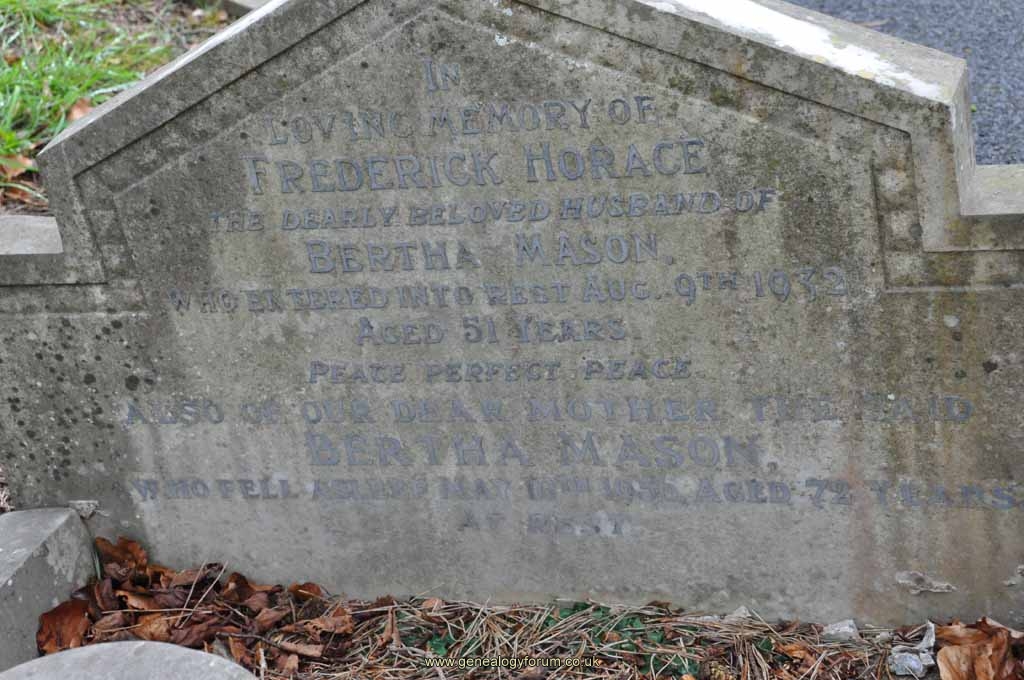 IN
LOVING MEMORY OF
FREDERICK HORACE
THE DEARLY BELOVED HUSBAND OF
BERTHA MASON,
WHO ENTERED INTO REST AUG. 9TH 1932
AGED 51 YEARS.
PEACE PERFECT PEACE.
ALSO OF OUR DEAR MOTHER THE SAID
BERTHA MASON,
WHO FELL ASLEEP MAY AGED 72 YEARS
AT REST.
www.genealogyforum.co.uk